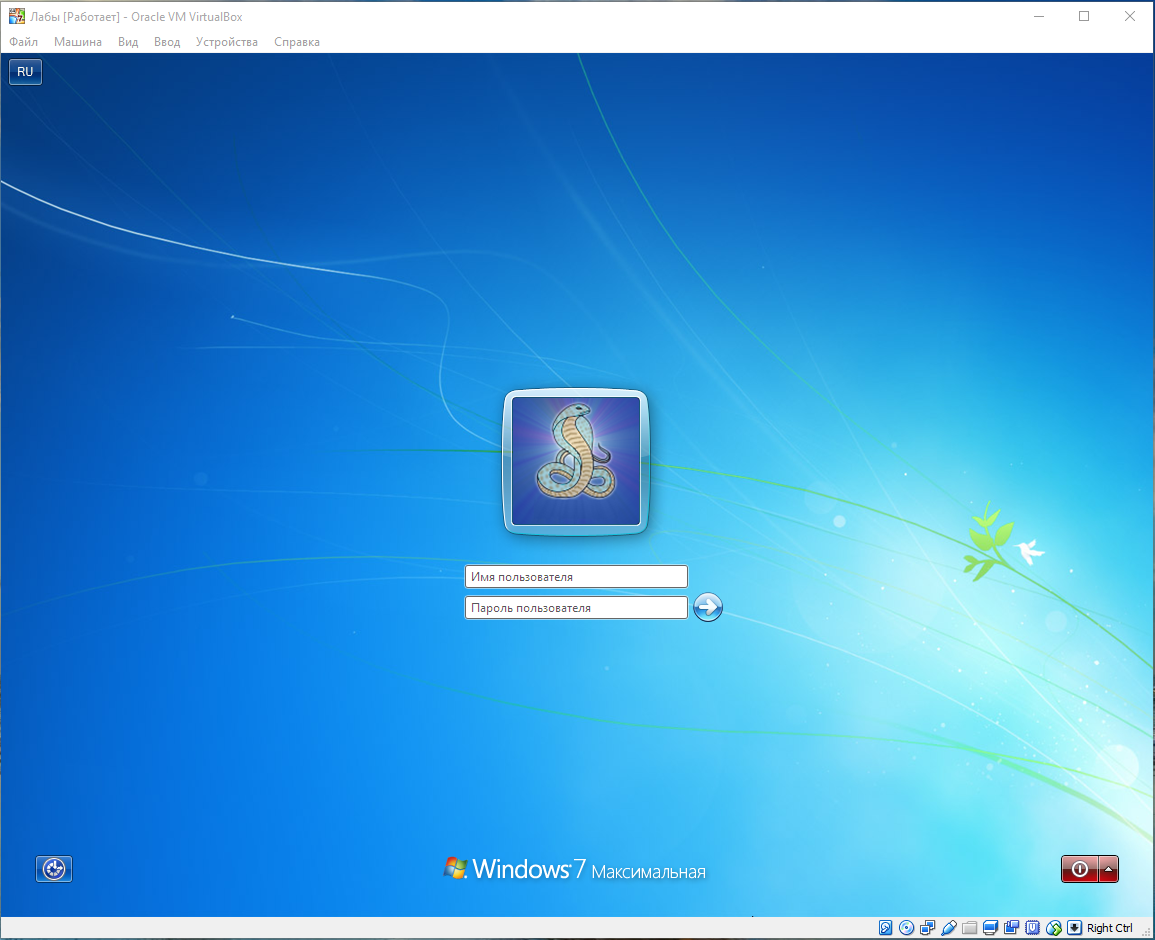 Лабы [Работает] - Oracle VM VirtualBox
Файл Машина Вид Ввод Устройства Справка
RU
Имя пользователя
Пароль пользователя
Windows 7 Максимальная
Right Ctrl